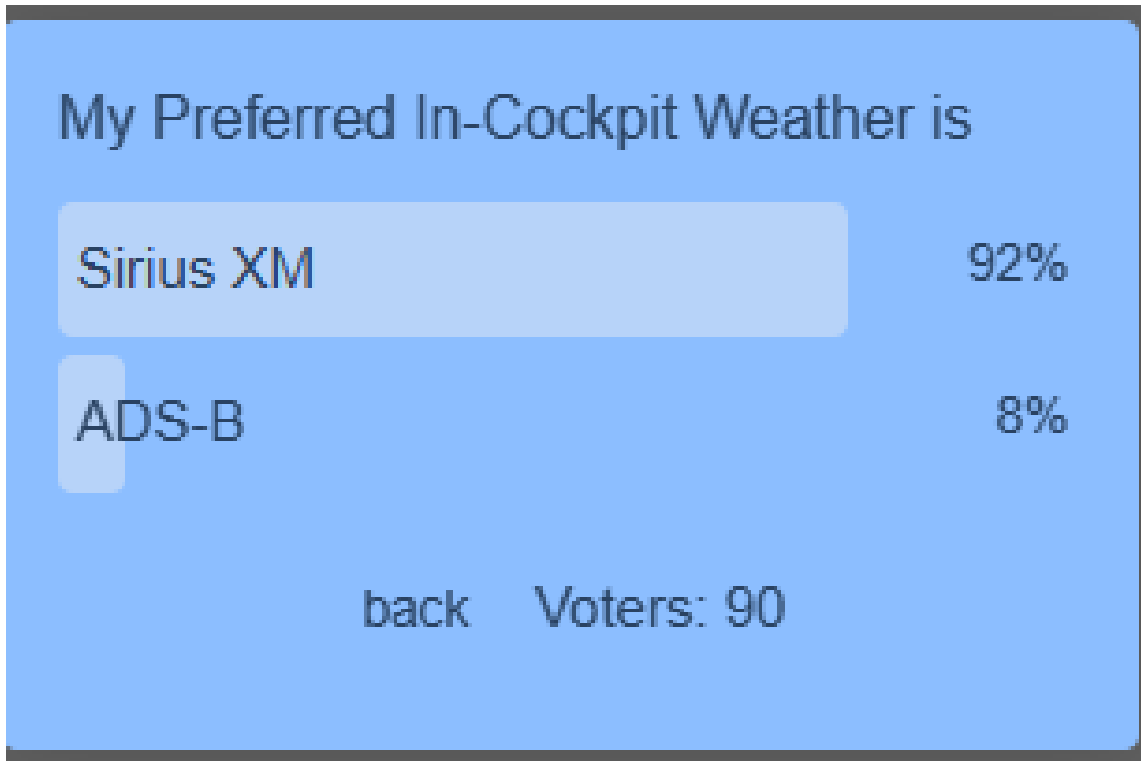 My Preferred In-Cockpit Weather is
Sirius XM 92%
ADS-B 8%
back Voters: 90